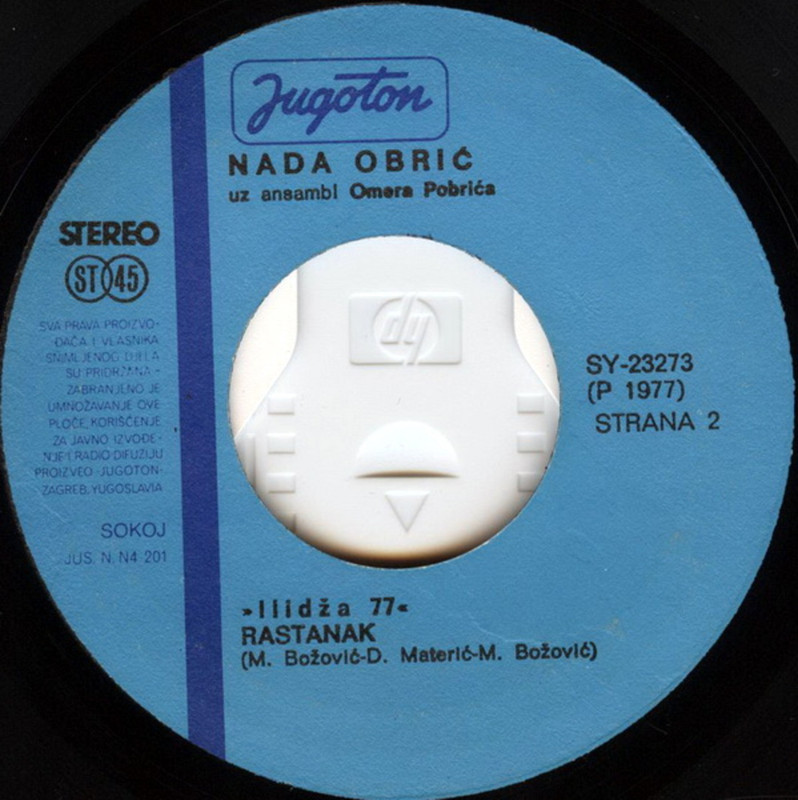 Jugoton
NADA OBRIĆ
uz ansambl Omera Pobrića
STEREO
ST 45
SVA PRAVA PROIZVO-
ĐAČA I VLASNIKA
SNIMLJENOG DJELA
SU PRIDRŽANA -
ZABRANJENO JE
UMNOŽAVANJE OVE
PLOČE, KORIŠĆENJE
ZA JAVNO IZVOĐE-
NJE I RADIO DIFUZIJU
PROIZVEO -JUGOTON-
ZAGREB, YUGOSLAVIA
SOKOJ
JUS. N. N4 201
hp
SY-23273
(P 1977)
STRANA 2
»Ilidža 77«
RASTANAK
(M. Božović-D. Materić-M. Božović)